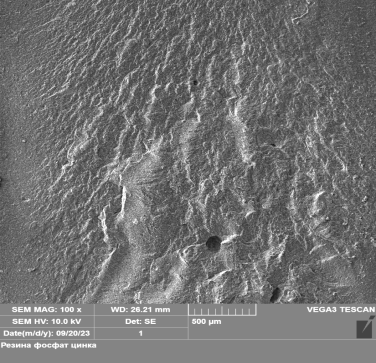 SEM MAG: 100 x WD: 26.21 mm VEGA3 TESCAN
SEM HV: 10.0 kV Det: SE 500 µm
Date(m/d/y): 09/20/23 1
Резина фосфат цинка